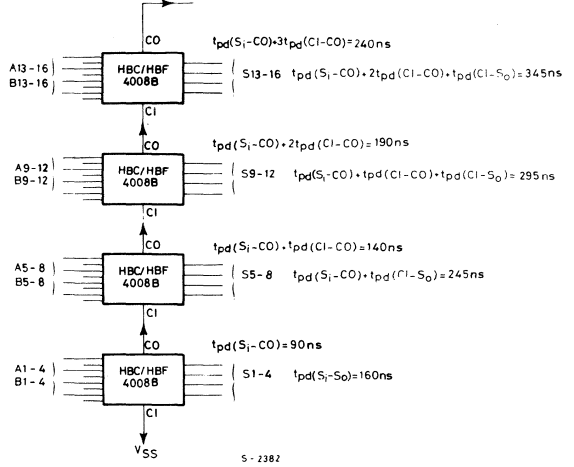 CO
tpd(Si-CO)+3tpd(CI-CO)=240ns
A13-16
B13-16
HBC/HBF
4008B
S13-16 tpd(Si-CO)+2tpd(CI-CO)+tpd(CI-So)=345ns
CI
CO
tpd(Si-CO)+2tpd(CI-CO)=190ns
A9-12
B9-12
HBC/HBF
4008B
S9-12 tpd(Si-CO)+tpd(CI-CO)+tpd(CI-So)=295ns
CI
CO
tpd(Si-CO)+tpd(CI-CO)=140ns
A5-8
B5-8
HBC/HBF
4008B
S5-8 tpd(Si-CO)+tpd(CI-So)=245ns
CI
CO
tpd(Si-CO)=90ns
A1-4
B1-4
HBC/HBF
4008B
S1-4 tpd(Si-So)=160ns
CI
VSS
S-2382